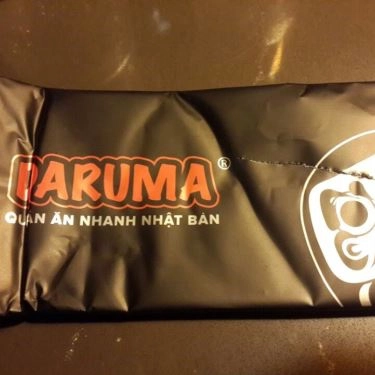 DARUMA®
QUÁN ĂN NHANH NHẬT BẢN